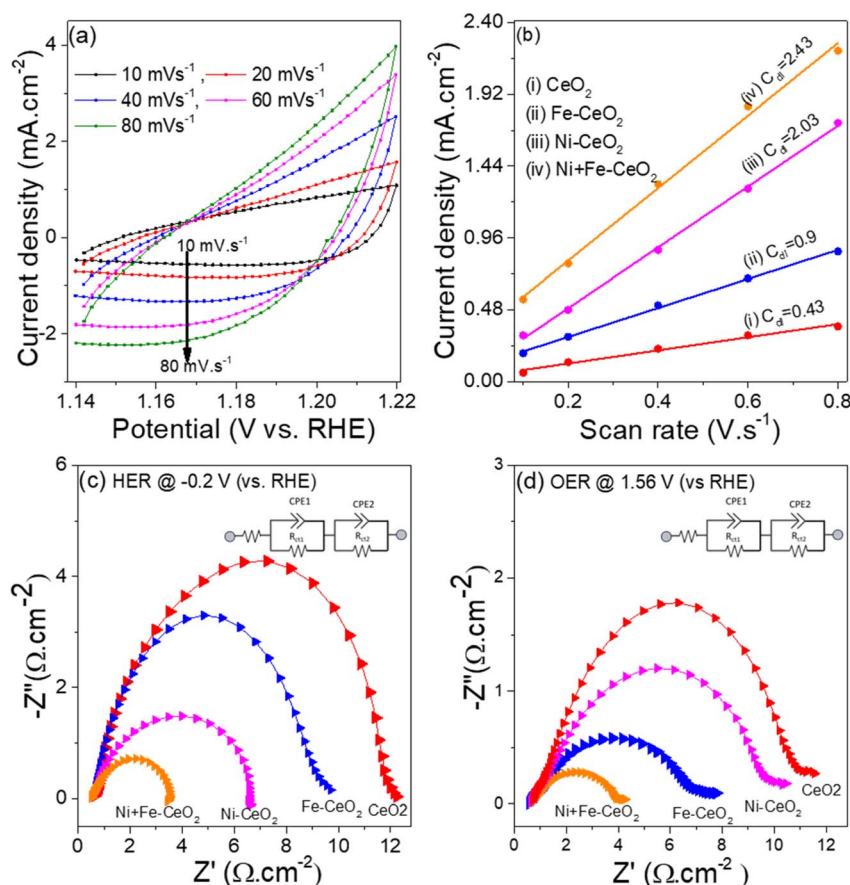 (a)
10 mVs⁻¹, 20 mVs⁻¹
40 mVs⁻¹, 60 mVs⁻¹
80 mVs⁻¹
10 mV.s⁻¹
80 mV.s⁻¹
Current density (mA.cm⁻²)
4
2
0
-2
1.14 1.16 1.18 1.20 1.22
Potential (V vs. RHE)
(b)
(i) CeO₂
(ii) Fe-CeO₂
(iii) Ni-CeO₂
(iv) Ni+Fe-CeO₂
(iv) C_dl=2.43
(iii) C_dl=2.03
(ii) C_dl=0.9
(i) C_dl=0.43
Current density (mA.cm⁻²)
2.40
1.92
1.44
0.96
0.48
0.00
0.2 0.4 0.6 0.8
Scan rate (V.s⁻¹)
(c) HER @ -0.2 V (vs. RHE)
CPE1 CPE2
R_ct1 R_ct2
-Z"(Ω.cm⁻²)
6
4
2
0
Ni+Fe-CeO₂ Ni-CeO₂ Fe-CeO₂ CeO2
0 2 4 6 8 10 12 14
Z' (Ω.cm⁻²)
(d) OER @ 1.56 V (vs RHE)
CPE1 CPE2
R_ct1 R_ct2
-Z"(Ω.cm⁻²)
3
2
1
0
Ni+Fe-CeO₂ Fe-CeO₂ Ni-CeO₂ CeO2
0 2 4 6 8 10 12 14
Z' (Ω.cm⁻²)